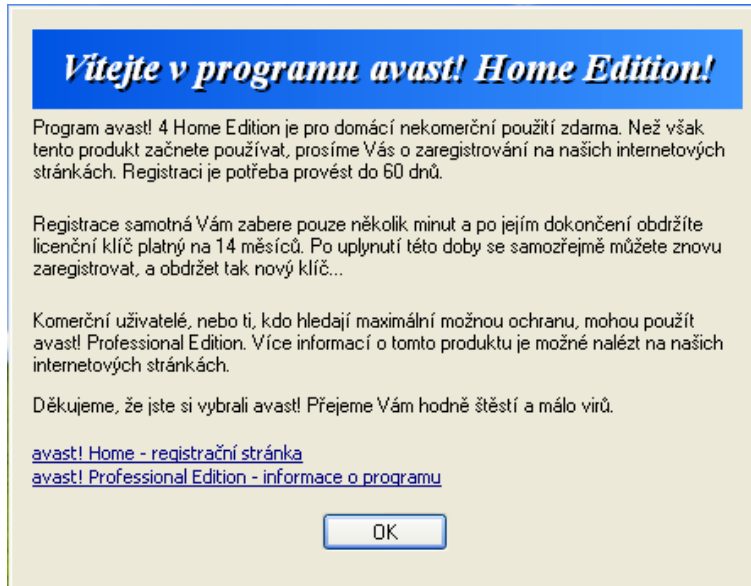 Vítejte v programu avast! Home Edition!
Program avast! 4 Home Edition je pro domácí nekomerční použití zdarma. Než však
tento produkt začnete používat, prosíme Vás o zaregistrování na našich internetových
stránkách. Registraci je potřeba provést do 60 dnů.
Registrace samotná Vám zabere pouze několik minut a po jejím dokončení obdržíte
licenční klíč platný na 14 měsíců. Po uplynutí této doby se samozřejmě můžete znovu
zaregistrovat, a obdržet tak nový klíč...
Komerční uživatelé, nebo ti, kdo hledají maximální možnou ochranu, mohou použít
avast! Professional Edition. Více informací o tomto produktu je možné nalézt na našich
internetových stránkách.
Děkujeme, že jste si vybrali avast! Přejeme Vám hodně štěstí a málo virů.
avast! Home - registrační stránka
avast! Professional Edition - informace o programu
OK